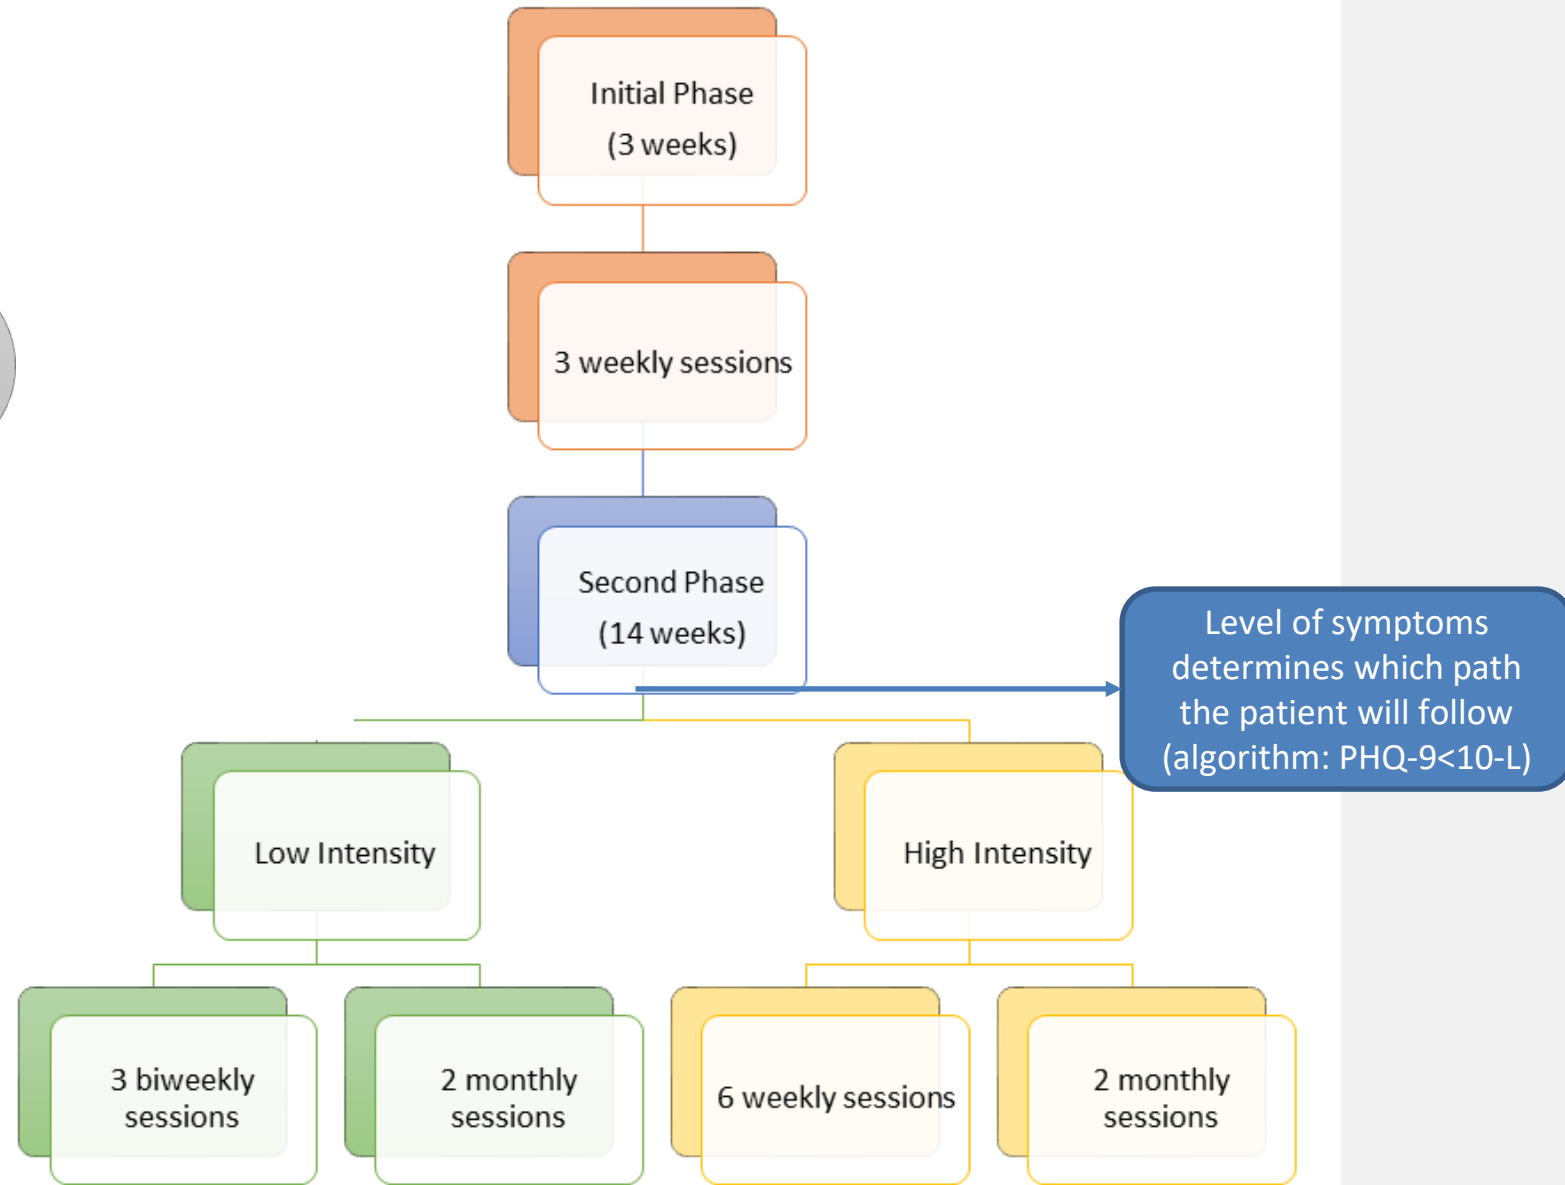 Initial Phase
(3 weeks)
3 weekly sessions
Second Phase
(14 weeks)
Level of symptoms
determines which path
the patient will follow
(algorithm: PHQ-9<10-L)
Low Intensity
High Intensity
3 biweekly
sessions
2 monthly
sessions
6 weekly sessions
2 monthly
sessions